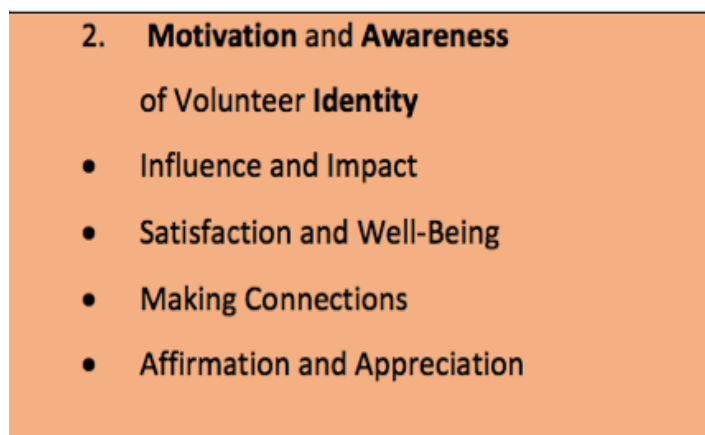 2. Motivation and Awareness
of Volunteer Identity
• Influence and Impact
• Satisfaction and Well-Being
• Making Connections
• Affirmation and Appreciation